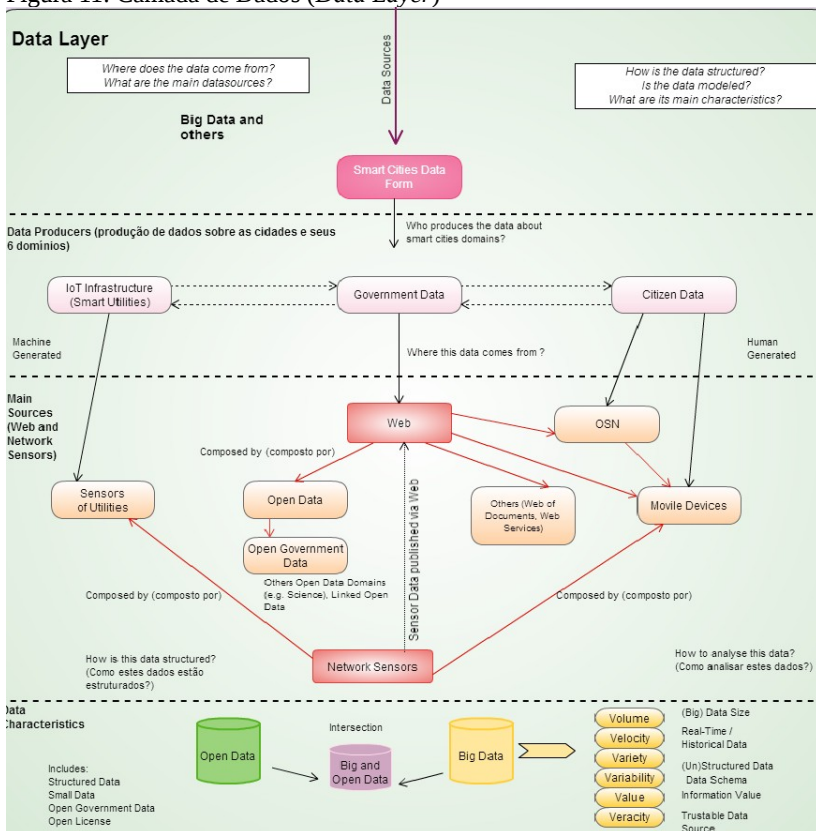 Figura 11: Camada de Dados (Data Layer)
Data Layer
Where does the data come from?
What are the main datasources?
Data Sources
How is the data structured?
Is the data modeled?
What are its main characteristics?
Big Data and
others
Smart Cities Data
Form
Data Producers (produção de dados sobre as cidades e seus
6 domínios)
Who produces the data about
smart cities domains?
IoT Infrastructure
(Smart Utilities)
Government Data
Citizen Data
Machine
Generated
Where this data comes from ?
Human
Generated
Main
Sources
(Web and
Network
Sensors)
Web
OSN
Composed by (composto por)
Sensors
of Utilities
Open Data
Others (Web of
Documents, Web
Services)
Movile Devices
Open Government
Data
Others Open Data Domains
(e.g. Science), Linked Open
Data
Sensor Data published via Web
Composed by (composto por)
Composed by (composto por)
How is this data structured?
(Como estes dados estão
estruturados?)
Network Sensors
How to analyse this data?
(Como analisar estes dados?)
Data
Characteristics
Includes:
Structured Data
Small Data
Open Government Data
Open License
Open Data
Intersection
Big and
Open Data
Big Data
Volume
(Big) Data Size
Velocity
Real-Time /
Historical Data
Variety
(Un)Structured Data
Variability
Data Schema
Value
Information Value
Veracity
Trustable Data
Source